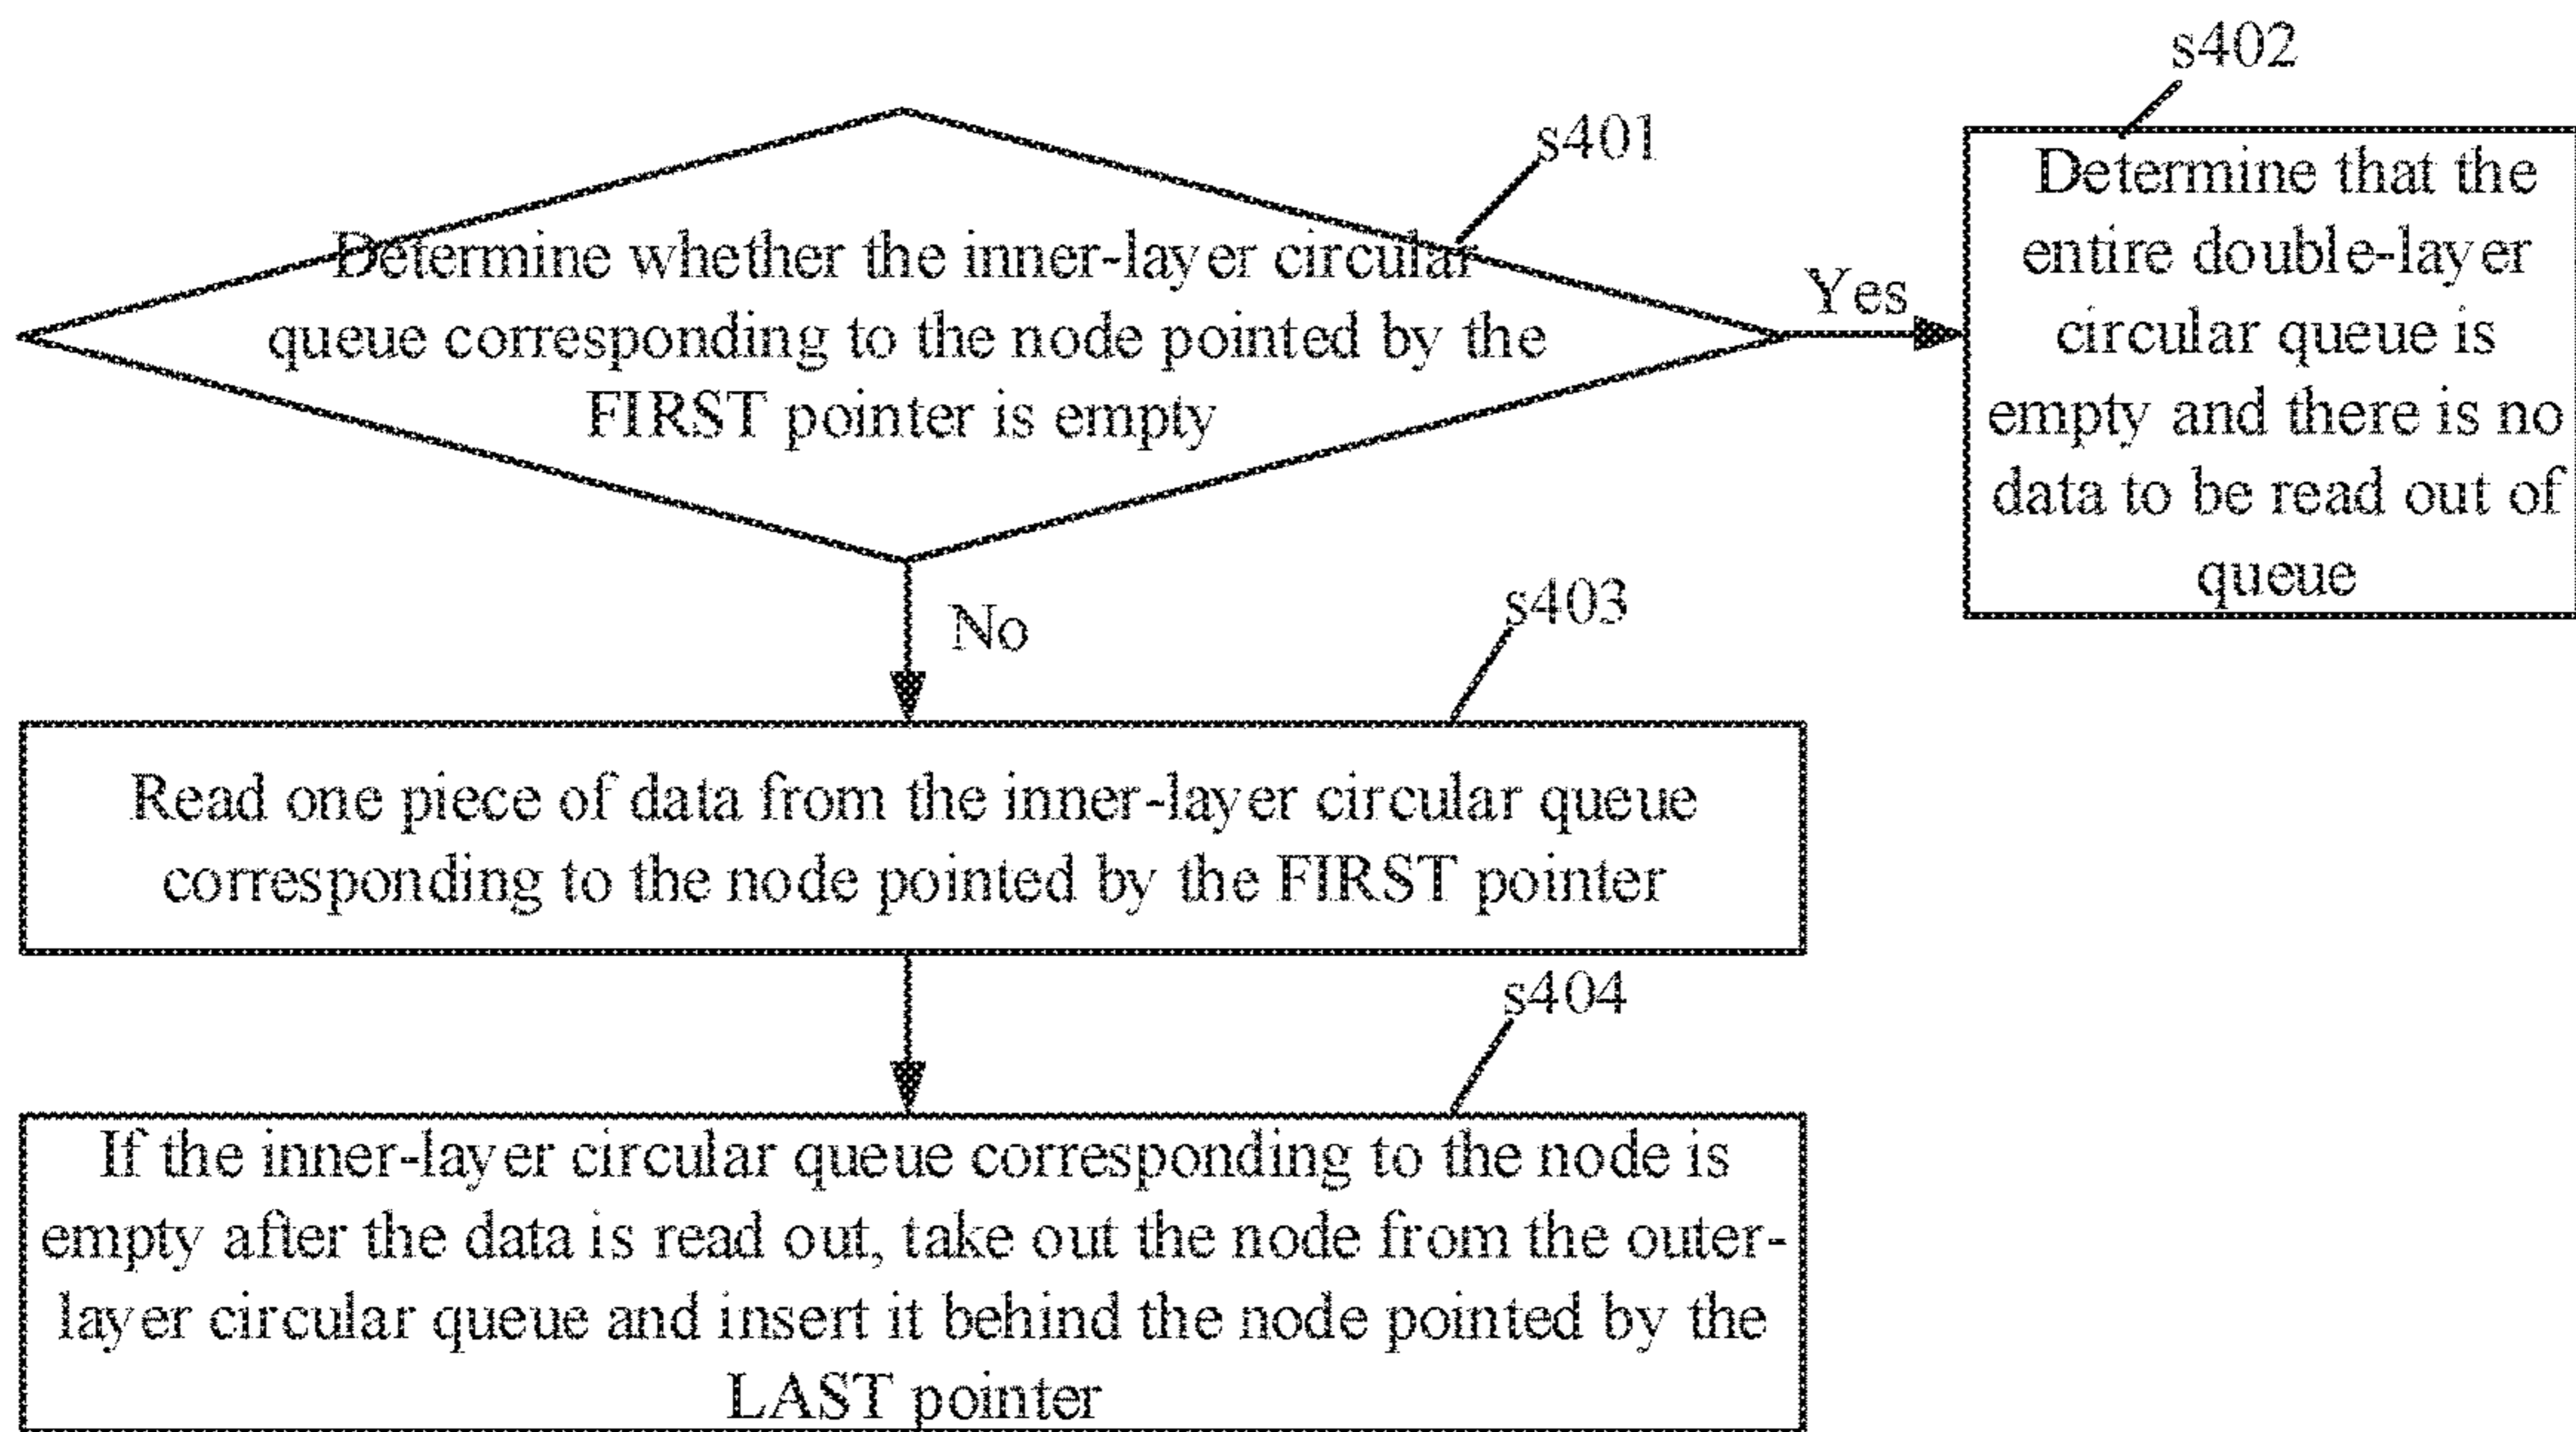 s401
Determine whether the inner-layer circular
queue corresponding to the node pointed by the
FIRST pointer is empty
Yes
s402
Determine that the
entire double-layer
circular queue is
empty and there is no
data to be read out of
queue
No
s403
Read one piece of data from the inner-layer circular queue
corresponding to the node pointed by the FIRST pointer
s404
If the inner-layer circular queue corresponding to the node is
empty after the data is read out, take out the node from the outer-
layer circular queue and insert it behind the node pointed by the
LAST pointer